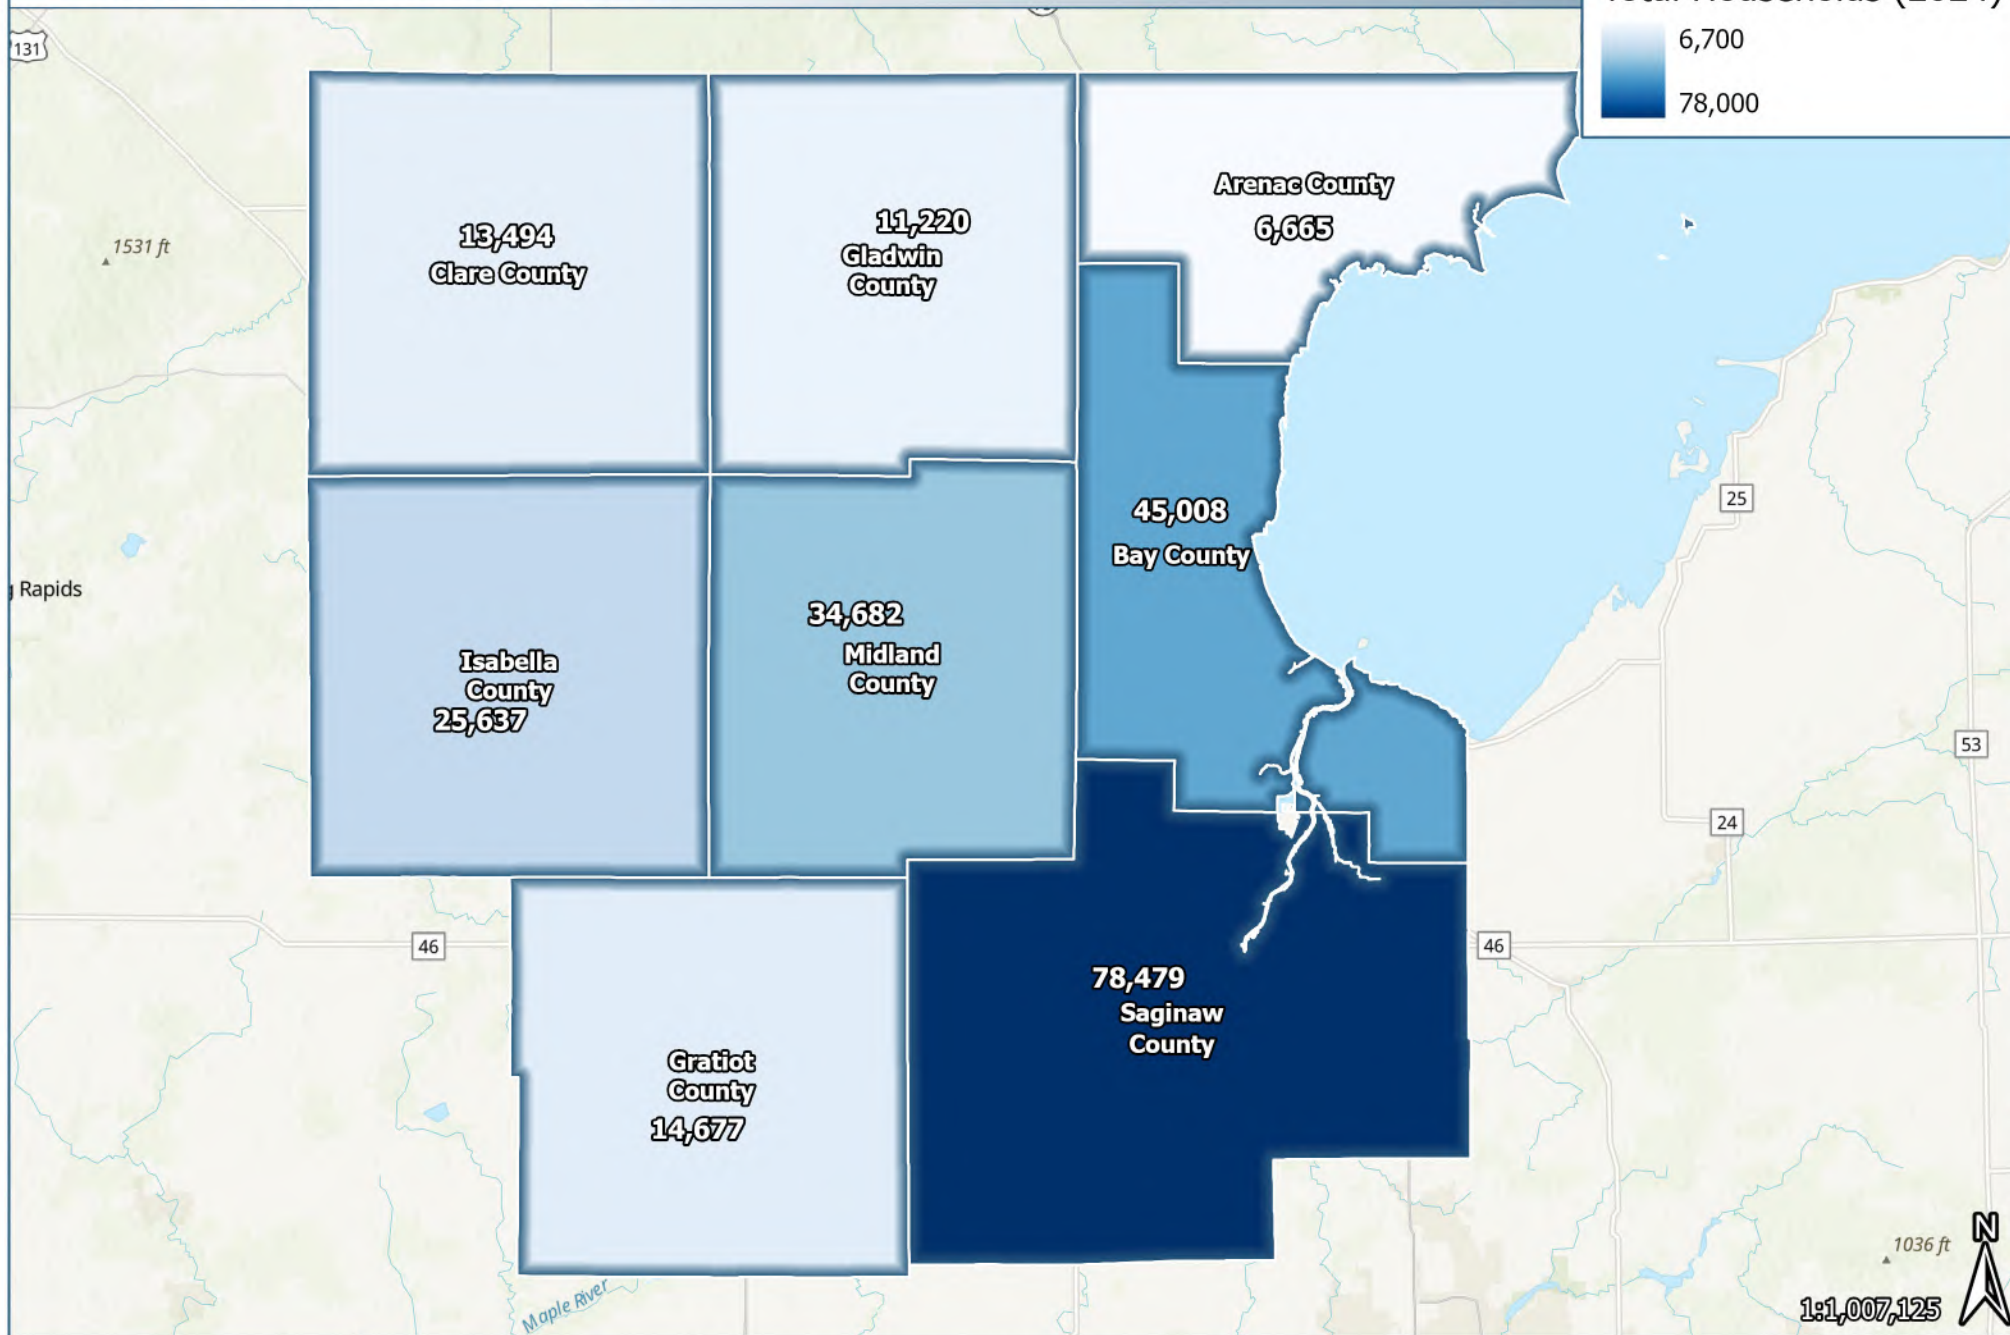 6,700
78,000
131
1531 ft
13,494
Clare County
11,220
Gladwin
County
Arenac County
6,665
45,008
Bay County
25
Rapids
Isabella
County
25,637
34,682
Midland
County
53
24
46
46
78,479
Saginaw
County
Gratiot
County
14,677
Maple River
N
1036 ft
1:1,007,125